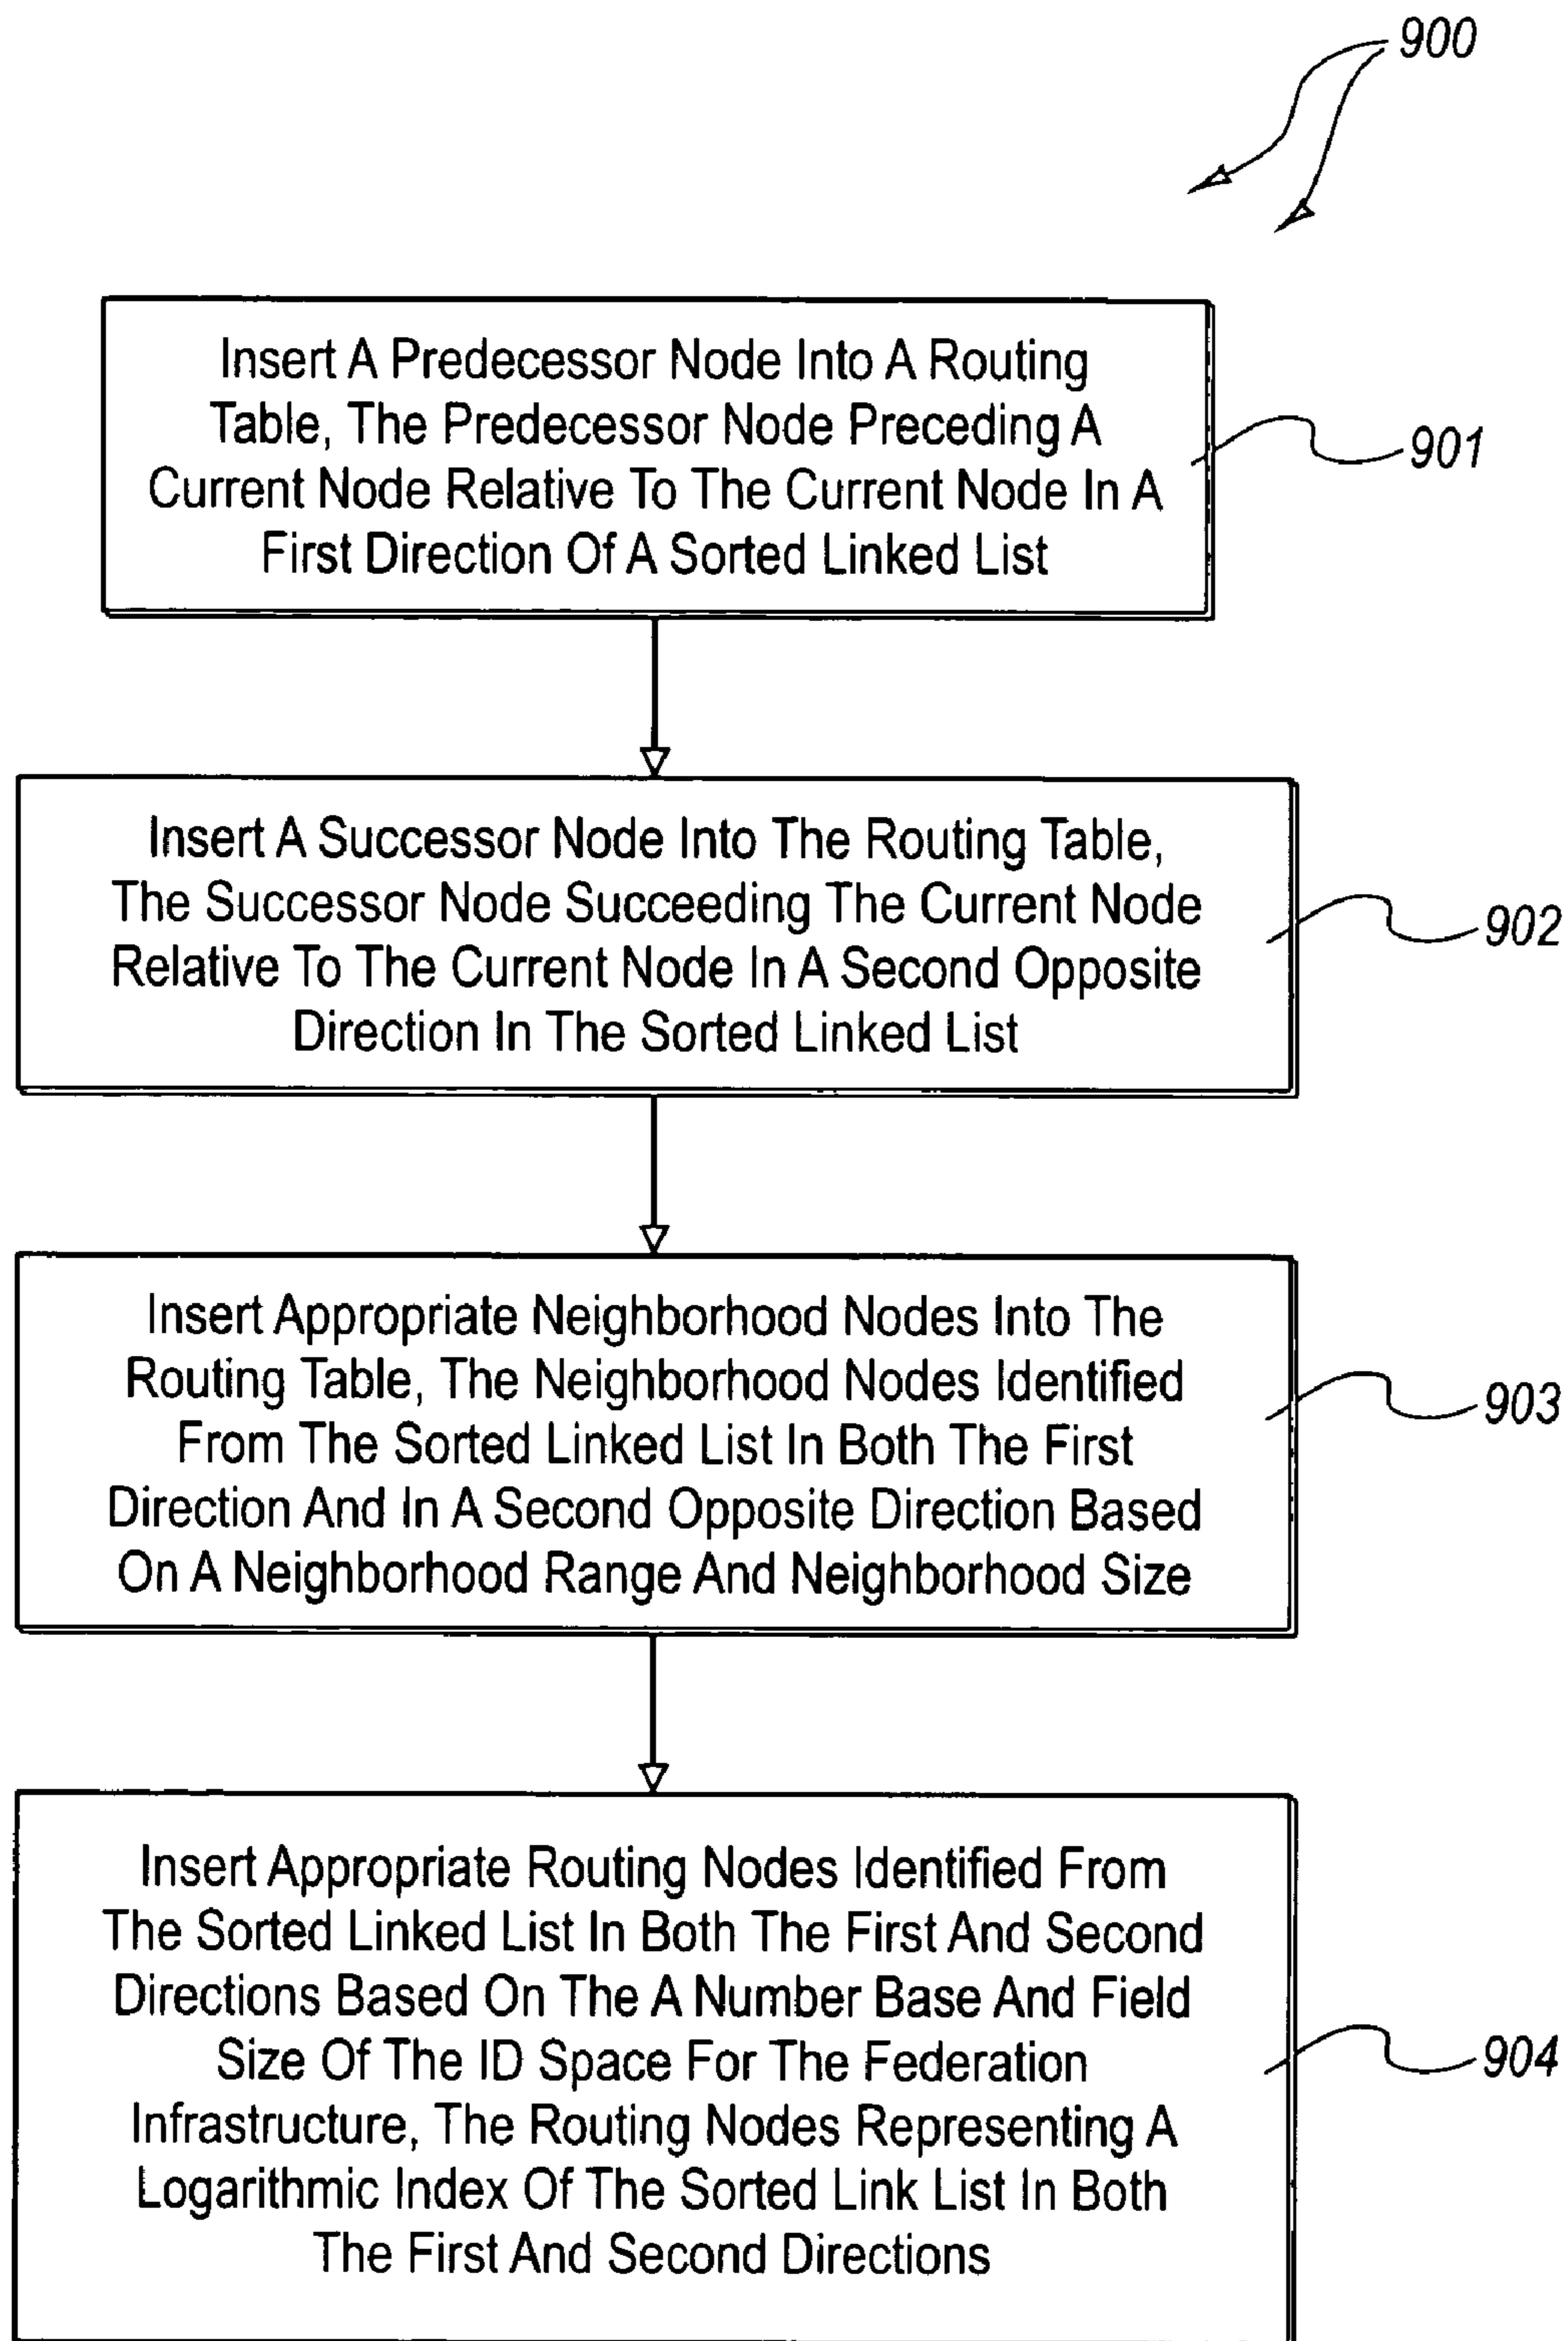 900
Insert A Predecessor Node Into A Routing
Table, The Predecessor Node Preceding A
Current Node Relative To The Current Node In A
First Direction Of A Sorted Linked List
901
Insert A Successor Node Into The Routing Table,
The Successor Node Succeeding The Current Node
Relative To The Current Node In A Second Opposite
Direction In The Sorted Linked List
902
Insert Appropriate Neighborhood Nodes Into The
Routing Table, The Neighborhood Nodes Identified
From The Sorted Linked List In Both The First
Direction And In A Second Opposite Direction Based
On A Neighborhood Range And Neighborhood Size
903
Insert Appropriate Routing Nodes Identified From
The Sorted Linked List In Both The First And Second
Directions Based On The A Number Base And Field
Size Of The ID Space For The Federation
Infrastructure, The Routing Nodes Representing A
Logarithmic Index Of The Sorted Link List In Both
The First And Second Directions
904